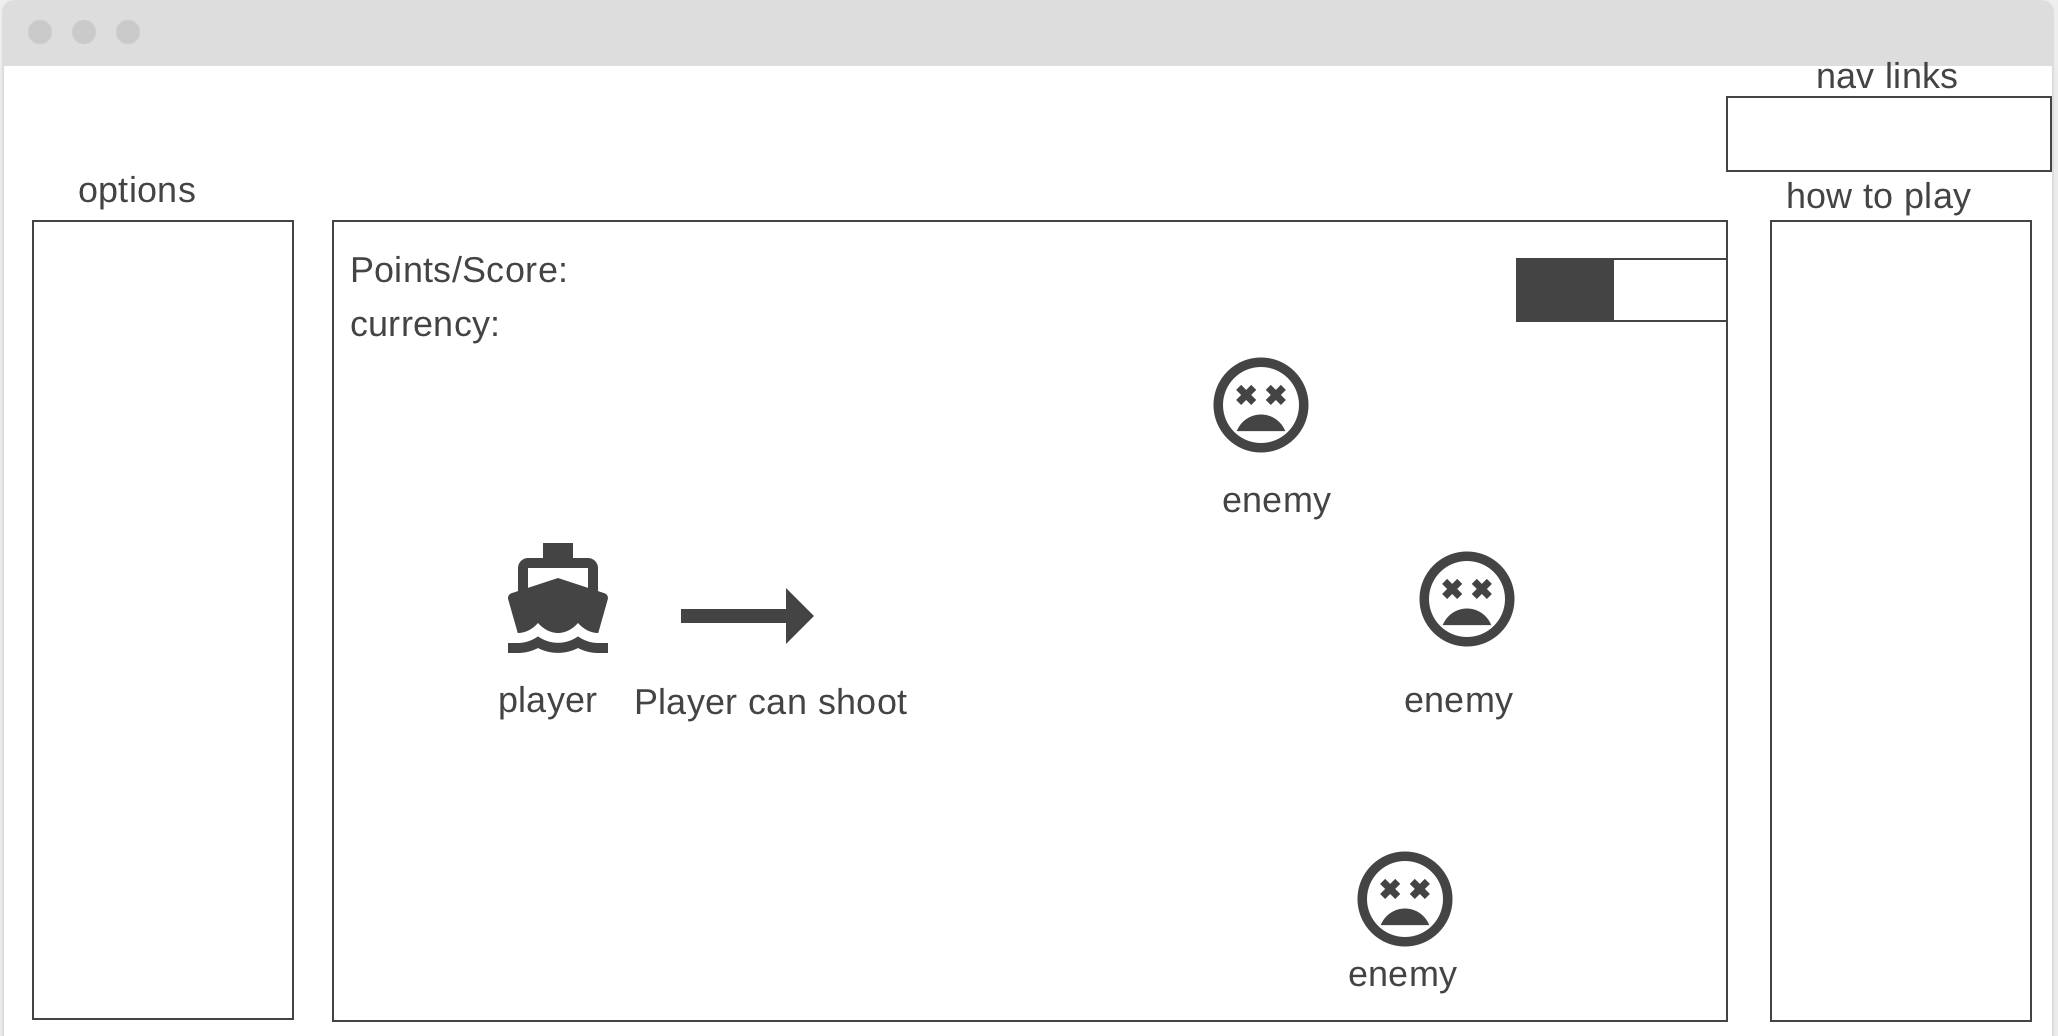 nav links
options
how to play
Points/Score:
currency:
enemy
player
Player can shoot
enemy
enemy